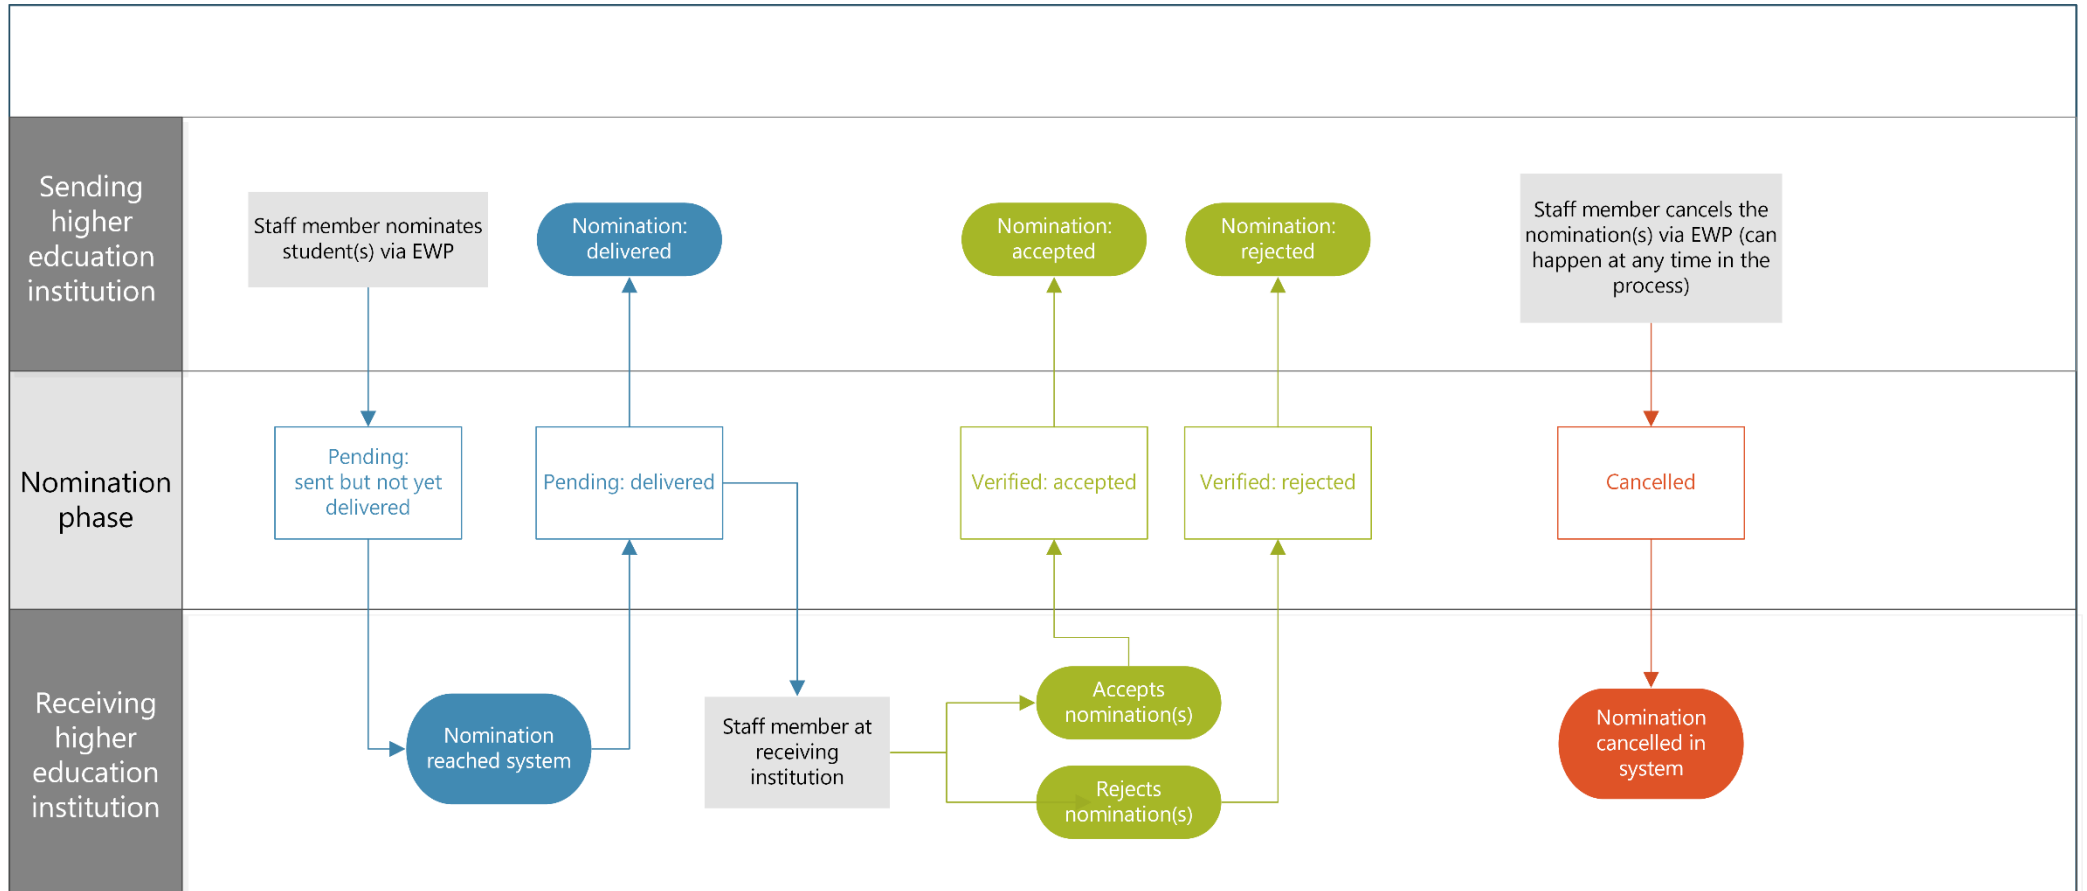 Sending
higher
edcuation
institution
Staff member nominates
student(s) via EWP
Nomination:
delivered
Nomination:
accepted
Nomination:
rejected
Staff member cancels the
nomination(s) via EWP (can
happen at any time in the
process)
Nomination
phase
Pending:
sent but not yet
delivered
Pending: delivered
Verified: accepted
Verified: rejected
Cancelled
Receiving
higher
education
institution
Nomination
reached system
Staff member at
receiving
institution
Accepts
nomination(s)
Rejects
nomination(s)
Nomination
cancelled in
system